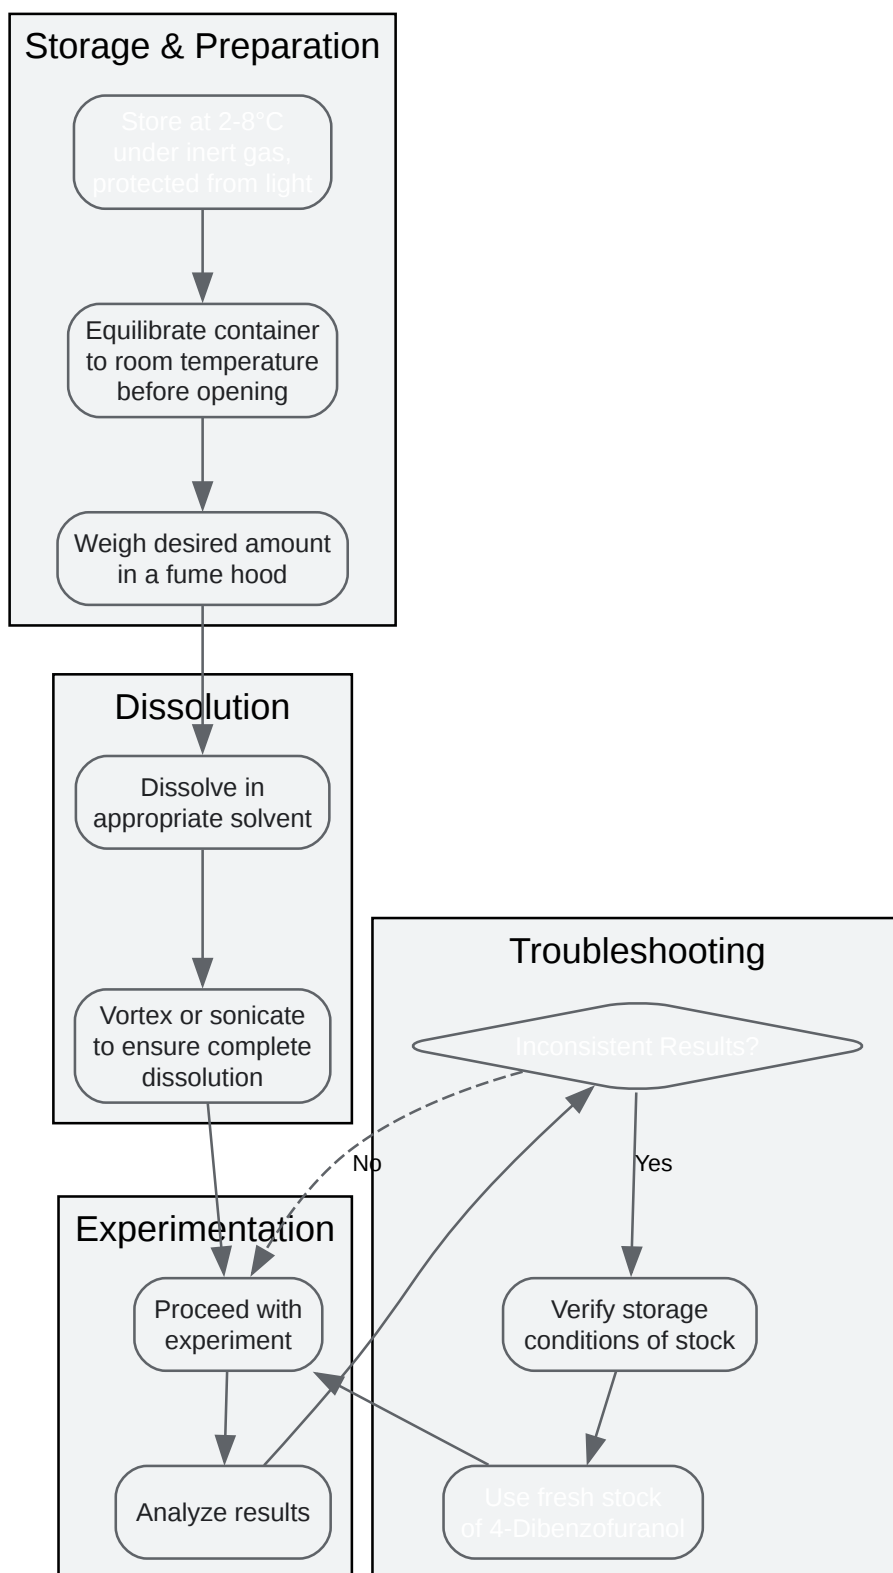 Storage & Preparation
Store at 2-8°C
under inert gas,
protected from light
Equilibrate container
to room temperature
before opening
Weigh desired amount
in a fume hood
Dissolution
Dissolve in
appropriate solvent
Vortex or sonicate
to ensure complete
dissolution
Troubleshooting
Inconsistent Results?
No
Yes
Experimentation
Proceed with
experiment
Verify storage
conditions of stock
Analyze results
Use fresh stock
of 4-Dibenzofuranol